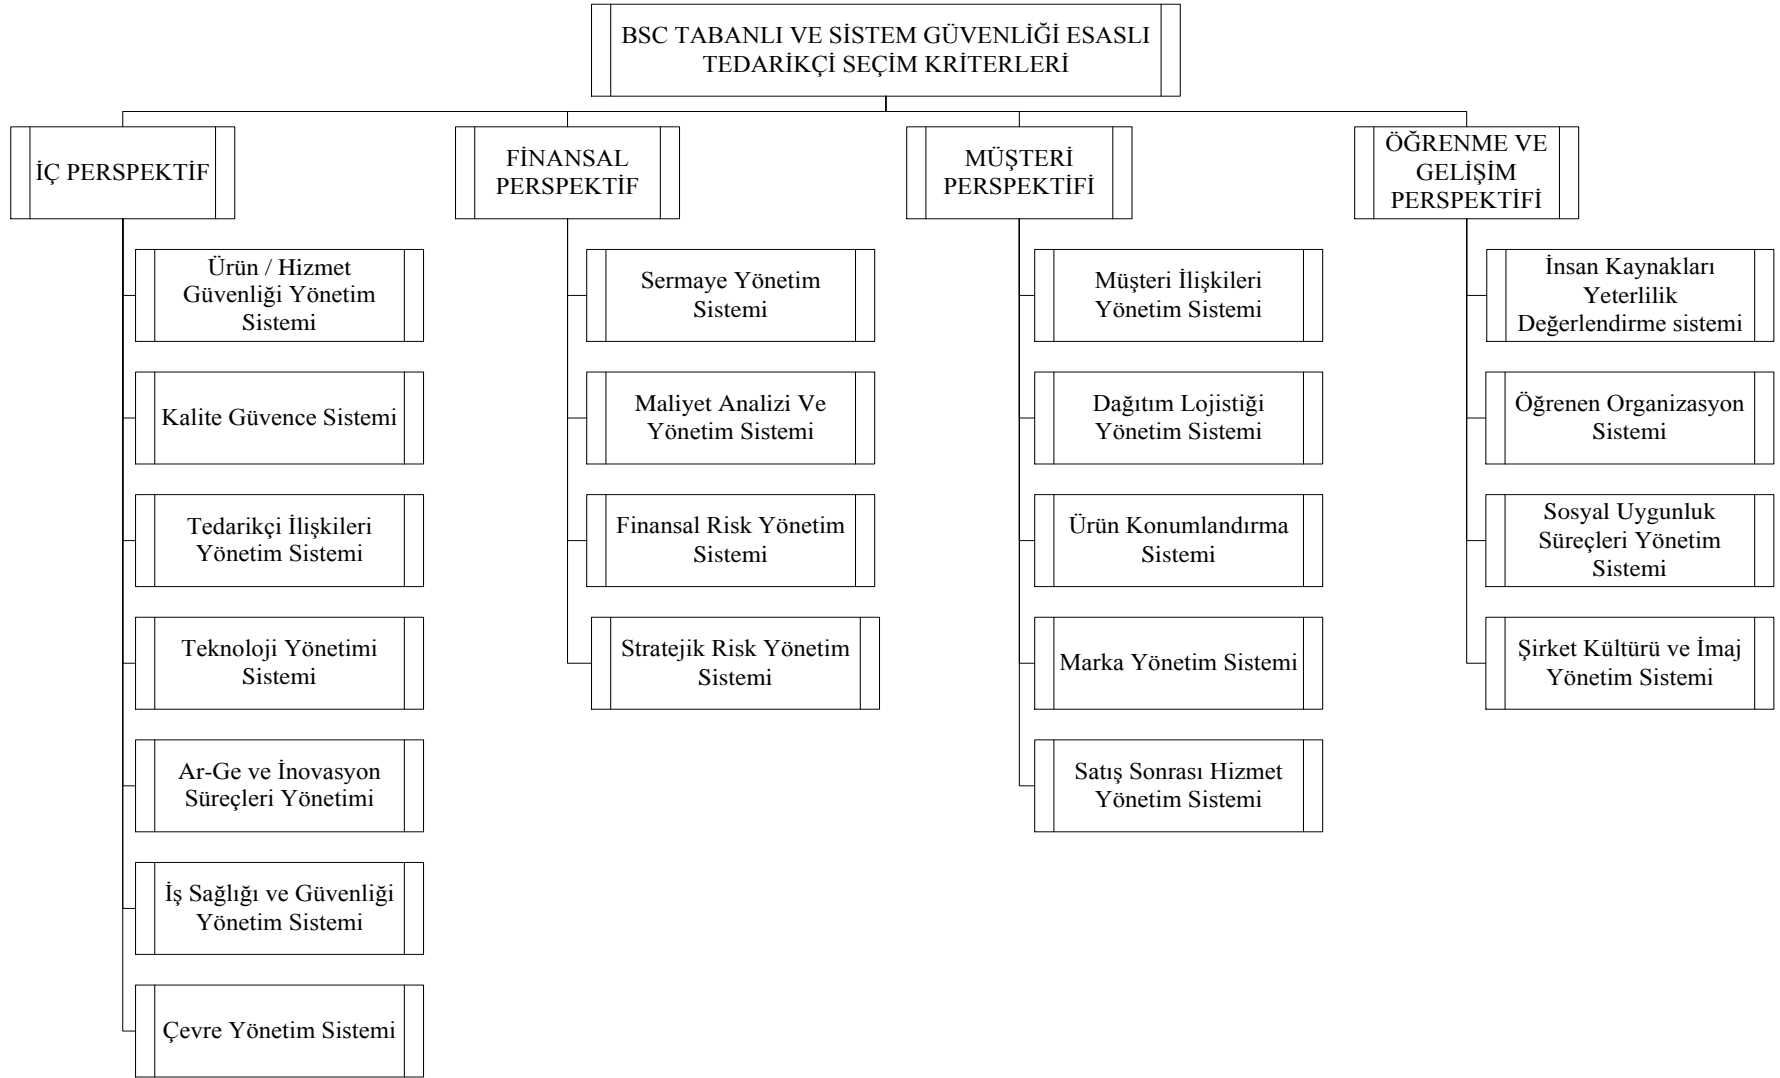 BSC TABANLI VE SİSTEM GÜVENLİĞİ ESASLI
TEDARİKÇİ SEÇİM KRİTERLERİ
İÇ PERSPEKTİF
Ürün / Hizmet
Güvenliği Yönetim
Sistemi
Kalite Güvence Sistemi
Tedarikçi İlişkileri
Yönetim Sistemi
Teknoloji Yönetimi
Sistemi
Ar-Ge ve İnovasyon
Süreçleri Yönetimi
İş Sağlığı ve Güvenliği
Yönetim Sistemi
Çevre Yönetim Sistemi
FİNANSAL
PERSPEKTİF
Sermaye Yönetim
Sistemi
Maliyet Analizi Ve
Yönetim Sistemi
Finansal Risk Yönetim
Sistemi
Stratejik Risk Yönetim
Sistemi
MÜŞTERİ
PERSPEKTİFİ
Müşteri İlişkileri
Yönetim Sistemi
Dağıtım Lojistiği
Yönetim Sistemi
Ürün Konumlandırma
Sistemi
Marka Yönetim Sistemi
Satış Sonrası Hizmet
Yönetim Sistemi
ÖĞRENME VE
GELİŞİM
PERSPEKTİFİ
İnsan Kaynakları
Yeterlilik
Değerlendirme sistemi
Öğrenen Organizasyon
Sistemi
Sosyal Uygunluk
Süreçleri Yönetim
Sistemi
Şirket Kültürü ve İmaj
Yönetim Sistemi